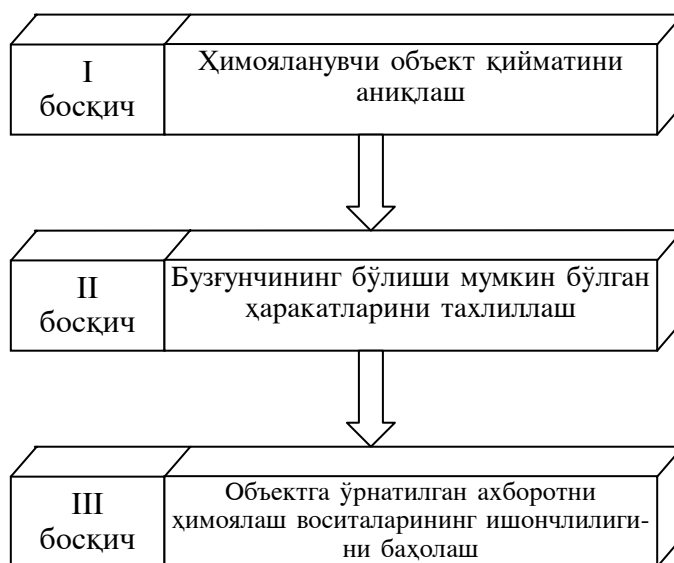 I
босқич
Ҳимояланувчи объект қийматини
аниқлаш
II
босқич
Бузғунчининг бўлиши мумкин бўлган
ҳаракатларини тахлиллаш
III
босқич
Объектга ўрнатилган ахборотни
ҳимоялаш воситаларининг ишончлилиги-
ни баҳолаш